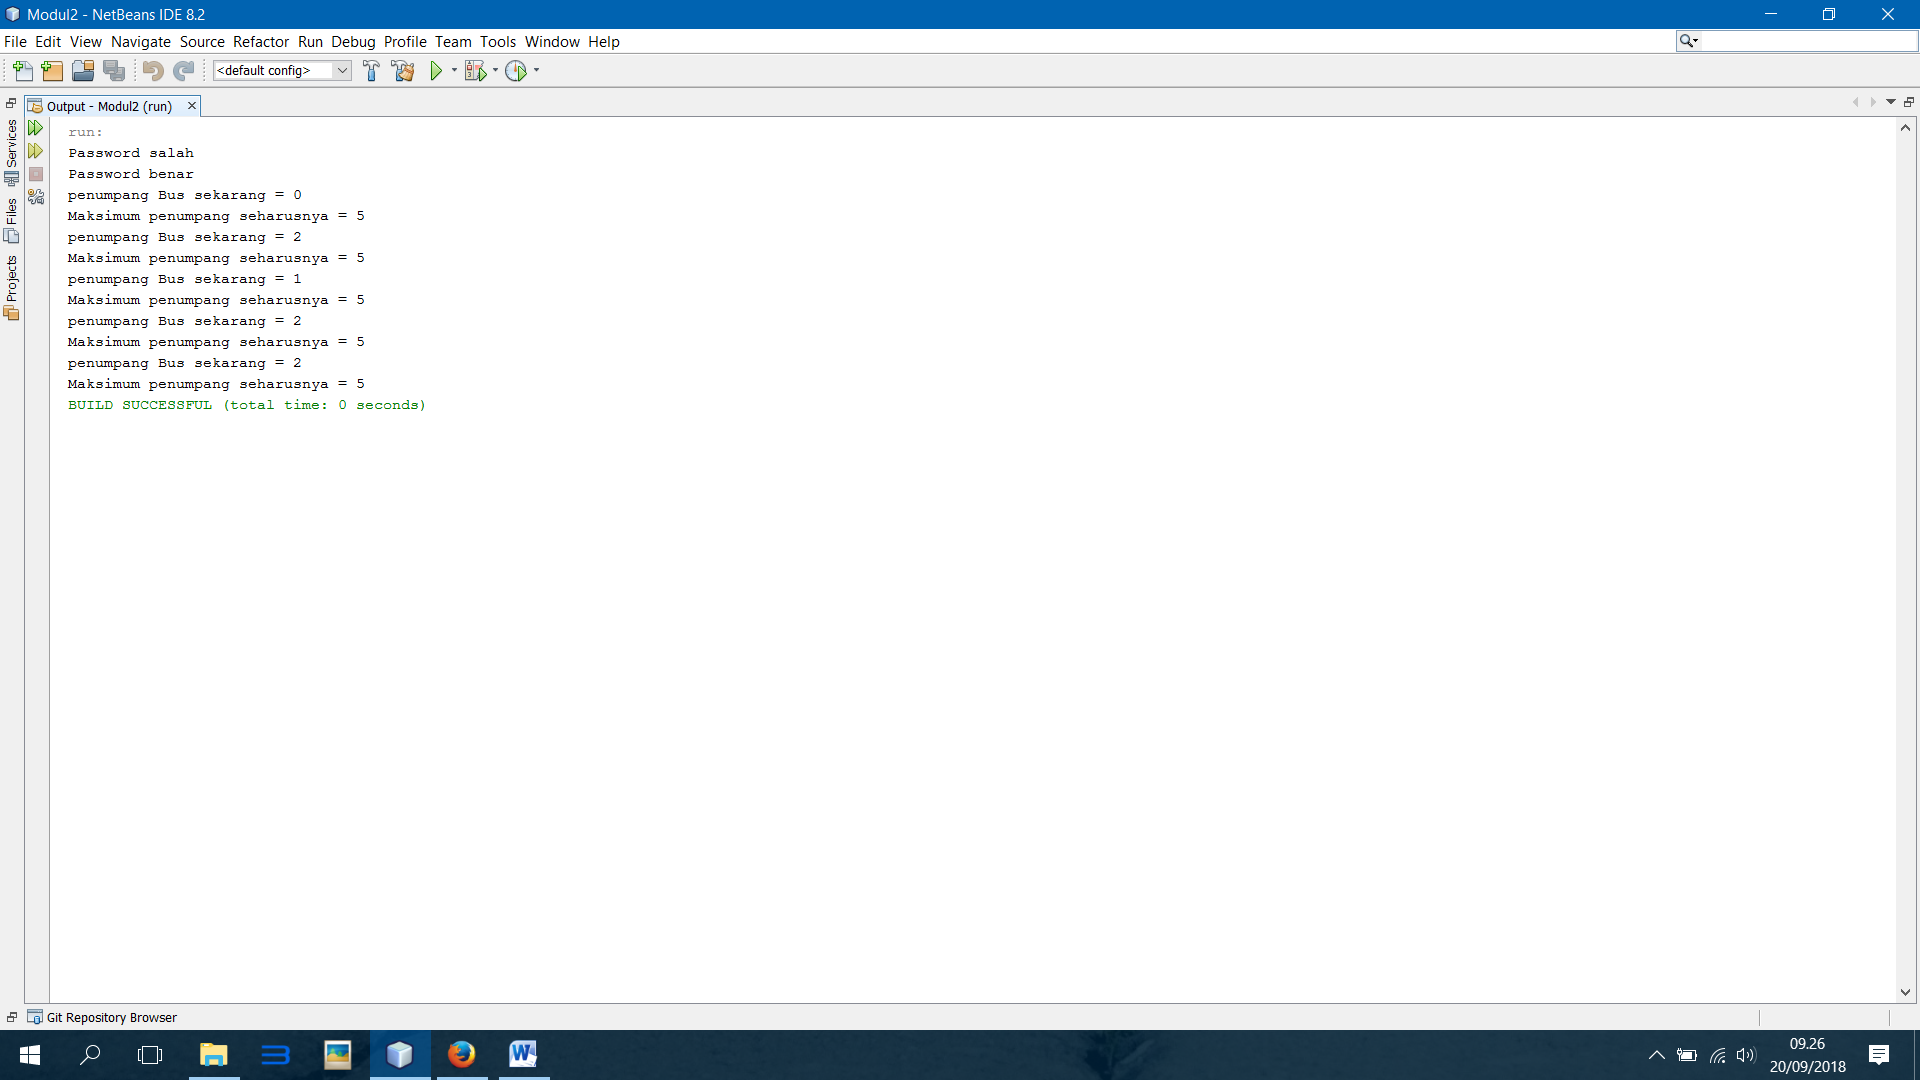 Modul2 - NetBeans IDE 8.2
File Edit View Navigate Source Refactor Run Debug Profile Team Tools Window Help
<default config>
Output - Modul2 (run)
Services
Files
Projects
run:
Password salah
Password benar
penumpang Bus sekarang = 0
Maksimum penumpang seharusnya = 5
penumpang Bus sekarang = 2
Maksimum penumpang seharusnya = 5
penumpang Bus sekarang = 1
Maksimum penumpang seharusnya = 5
penumpang Bus sekarang = 2
Maksimum penumpang seharusnya = 5
penumpang Bus sekarang = 2
Maksimum penumpang seharusnya = 5
BUILD SUCCESSFUL (total time: 0 seconds)
Git Repository Browser
09.26
20/09/2018